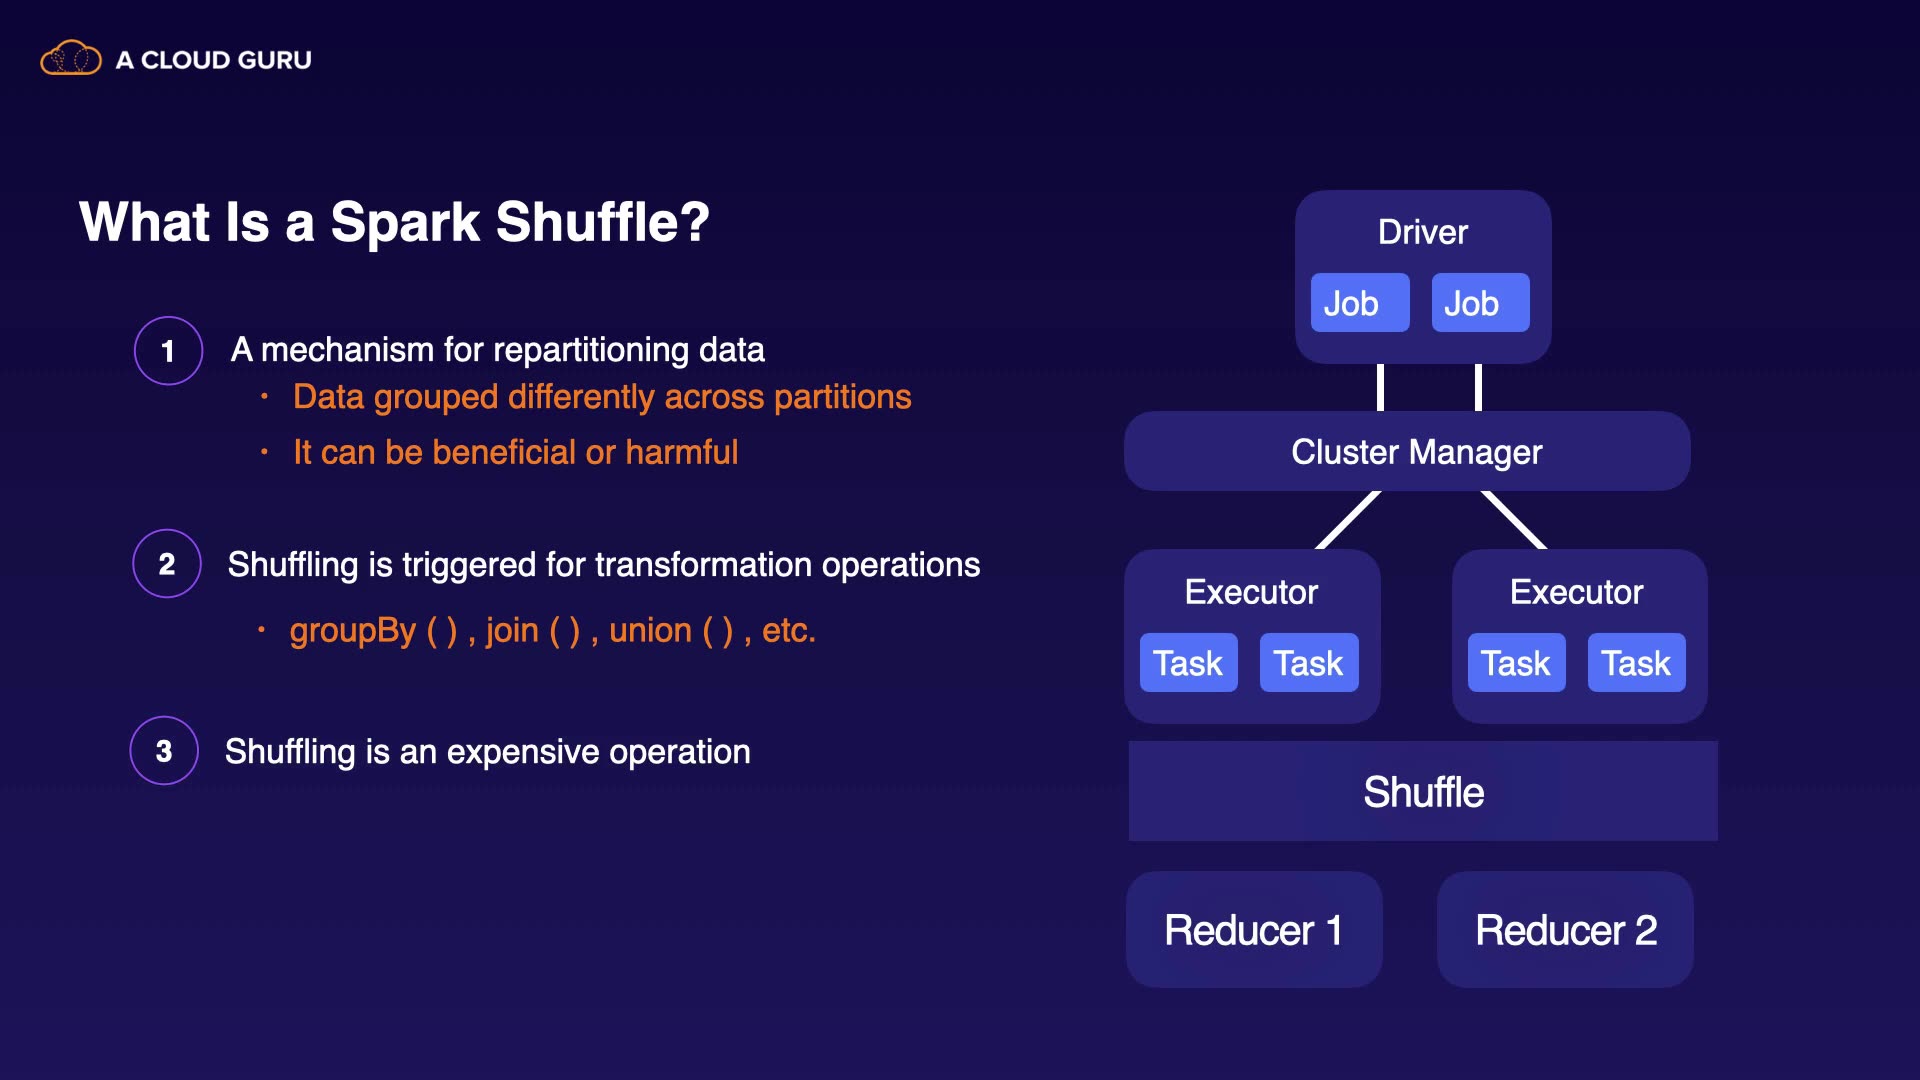 A CLOUD GURU
What Is a Spark Shuffle?
1 A mechanism for repartitioning data
· Data grouped differently across partitions
· It can be beneficial or harmful
2 Shuffling is triggered for transformation operations
· groupBy ( ) , join ( ) , union ( ) , etc.
3 Shuffling is an expensive operation
Driver
Job Job
Cluster Manager
Executor Executor
Task Task Task Task
Shuffle
Reducer 1 Reducer 2